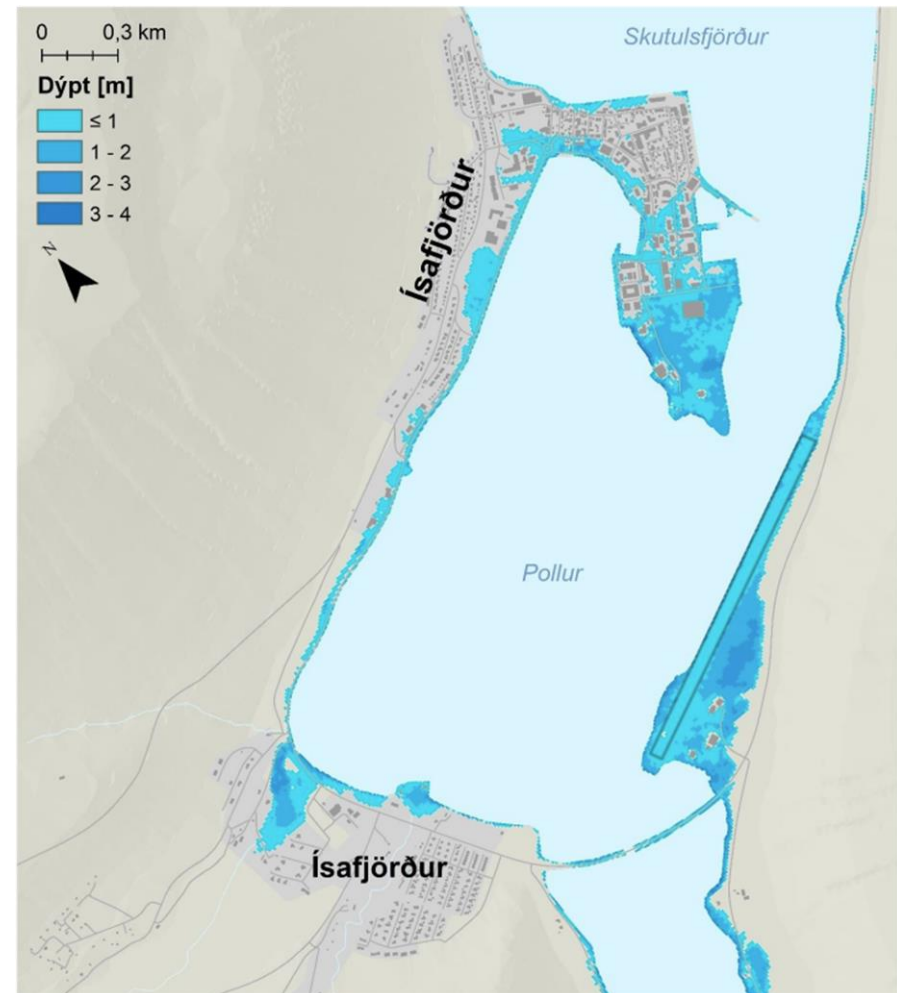 0 0,3 km
Dýpt [m]
≤ 1
1 - 2
2 - 3
3 - 4
N
Skutulsfjörður
Ísafjörður
Pollur
Ísafjörður